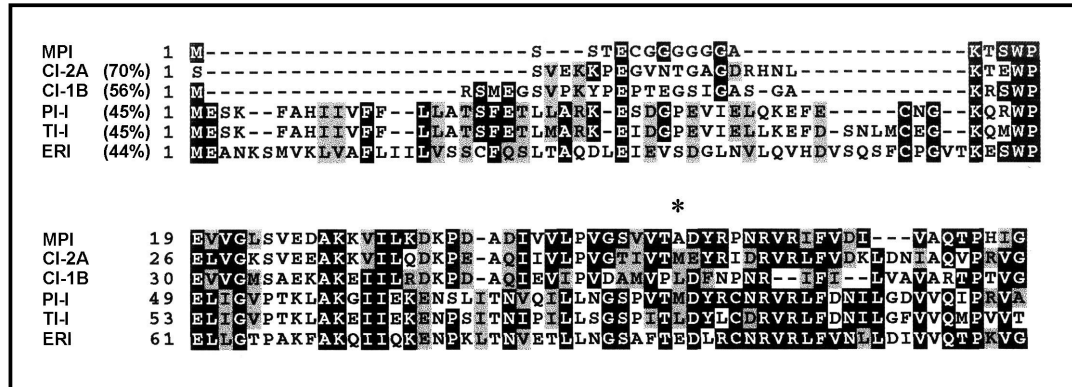 MPI 1 M-----------------------S---STECGGGGGGA----------------KTSWP
CI-2A (70%) 1 S-----------------------SVEKKPEGVNTGAGDRHNL------------KTEWP
CI-1B (56%) 1 M------------------RSMEGSVPKYPEPTEGSIGAS-GA------------KRSWP
PI-I (45%) 1 MESK--FAHIIVFF--LLATSFETLLARK-ESDGPEVIELQKEFE-----CNG--KQRWP
TI-I (45%) 1 MESK--FAHIIVFF--LLATSFETLMARK-EIDGPEVIELLKEFD-SNLMCEG--KQMWP
ERI (44%) 1 MEANKSMVKLVAFLIILVSSCFQSLTAQDLEIEVSDGLNVLQVHDVSQSFCPGVTKESWP
*
MPI 19 EVVGLSVEDAKKVILKDKPD-ADIVVLPVGSVVTADYRPNRVRIFVDI---VAQTPHIG
CI-2A 26 ELVGKSVEEAKKVILQDKPE-AQIIVLPVGTIVTMEYRIDRVRLFVDKLDNIAQVPRVG
CI-1B 30 EVVGMSAEKAKEIILRDKPD-AQIEVIPVDAMVPLDFNPNR--IFI--LVAVARTPTVG
PI-I 49 ELIGVPTKLAKGIIEKENSLITNVQILLNGSPVTMDYRCNRVRLFDNILGDVVQIPRVA
TI-I 53 ELIGVPTKLAKEIIEKENPSITNIPILLSGSPITLDYLCDRVRLFDNILGFVVQMPVVT
ERI 61 ELLGTPAKFAKQIIQKENPKLTNVETLLNGSAFTEDLRCNRVRLFVNLLDIVVQTPKVG